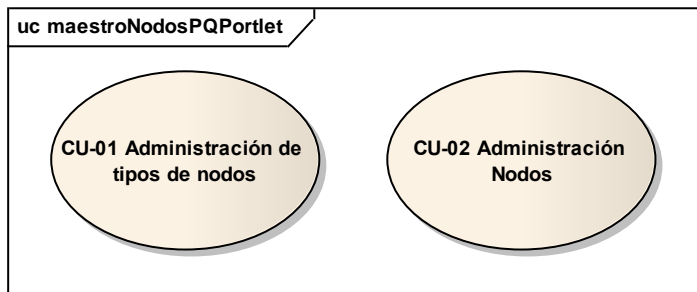 uc maestroNodosPQPortlet
CU-01 Administración de
tipos de nodos
CU-02 Administración
Nodos